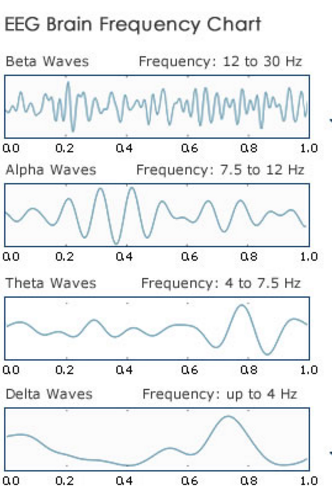 EEG Brain Frequency Chart
Beta Waves Frequency: 12 to 30 Hz
0.0 0.2 0.4 0.6 0.8 1.0
Alpha Waves Frequency: 7.5 to 12 Hz
0.0 0.2 0.4 0.6 0.8 1.0
Theta Waves Frequency: 4 to 7.5 Hz
0.0 0.2 0.4 0.6 0.8 1.0
Delta Waves Frequency: up to 4 Hz
0.0 0.2 0.4 0.6 0.8 1.0